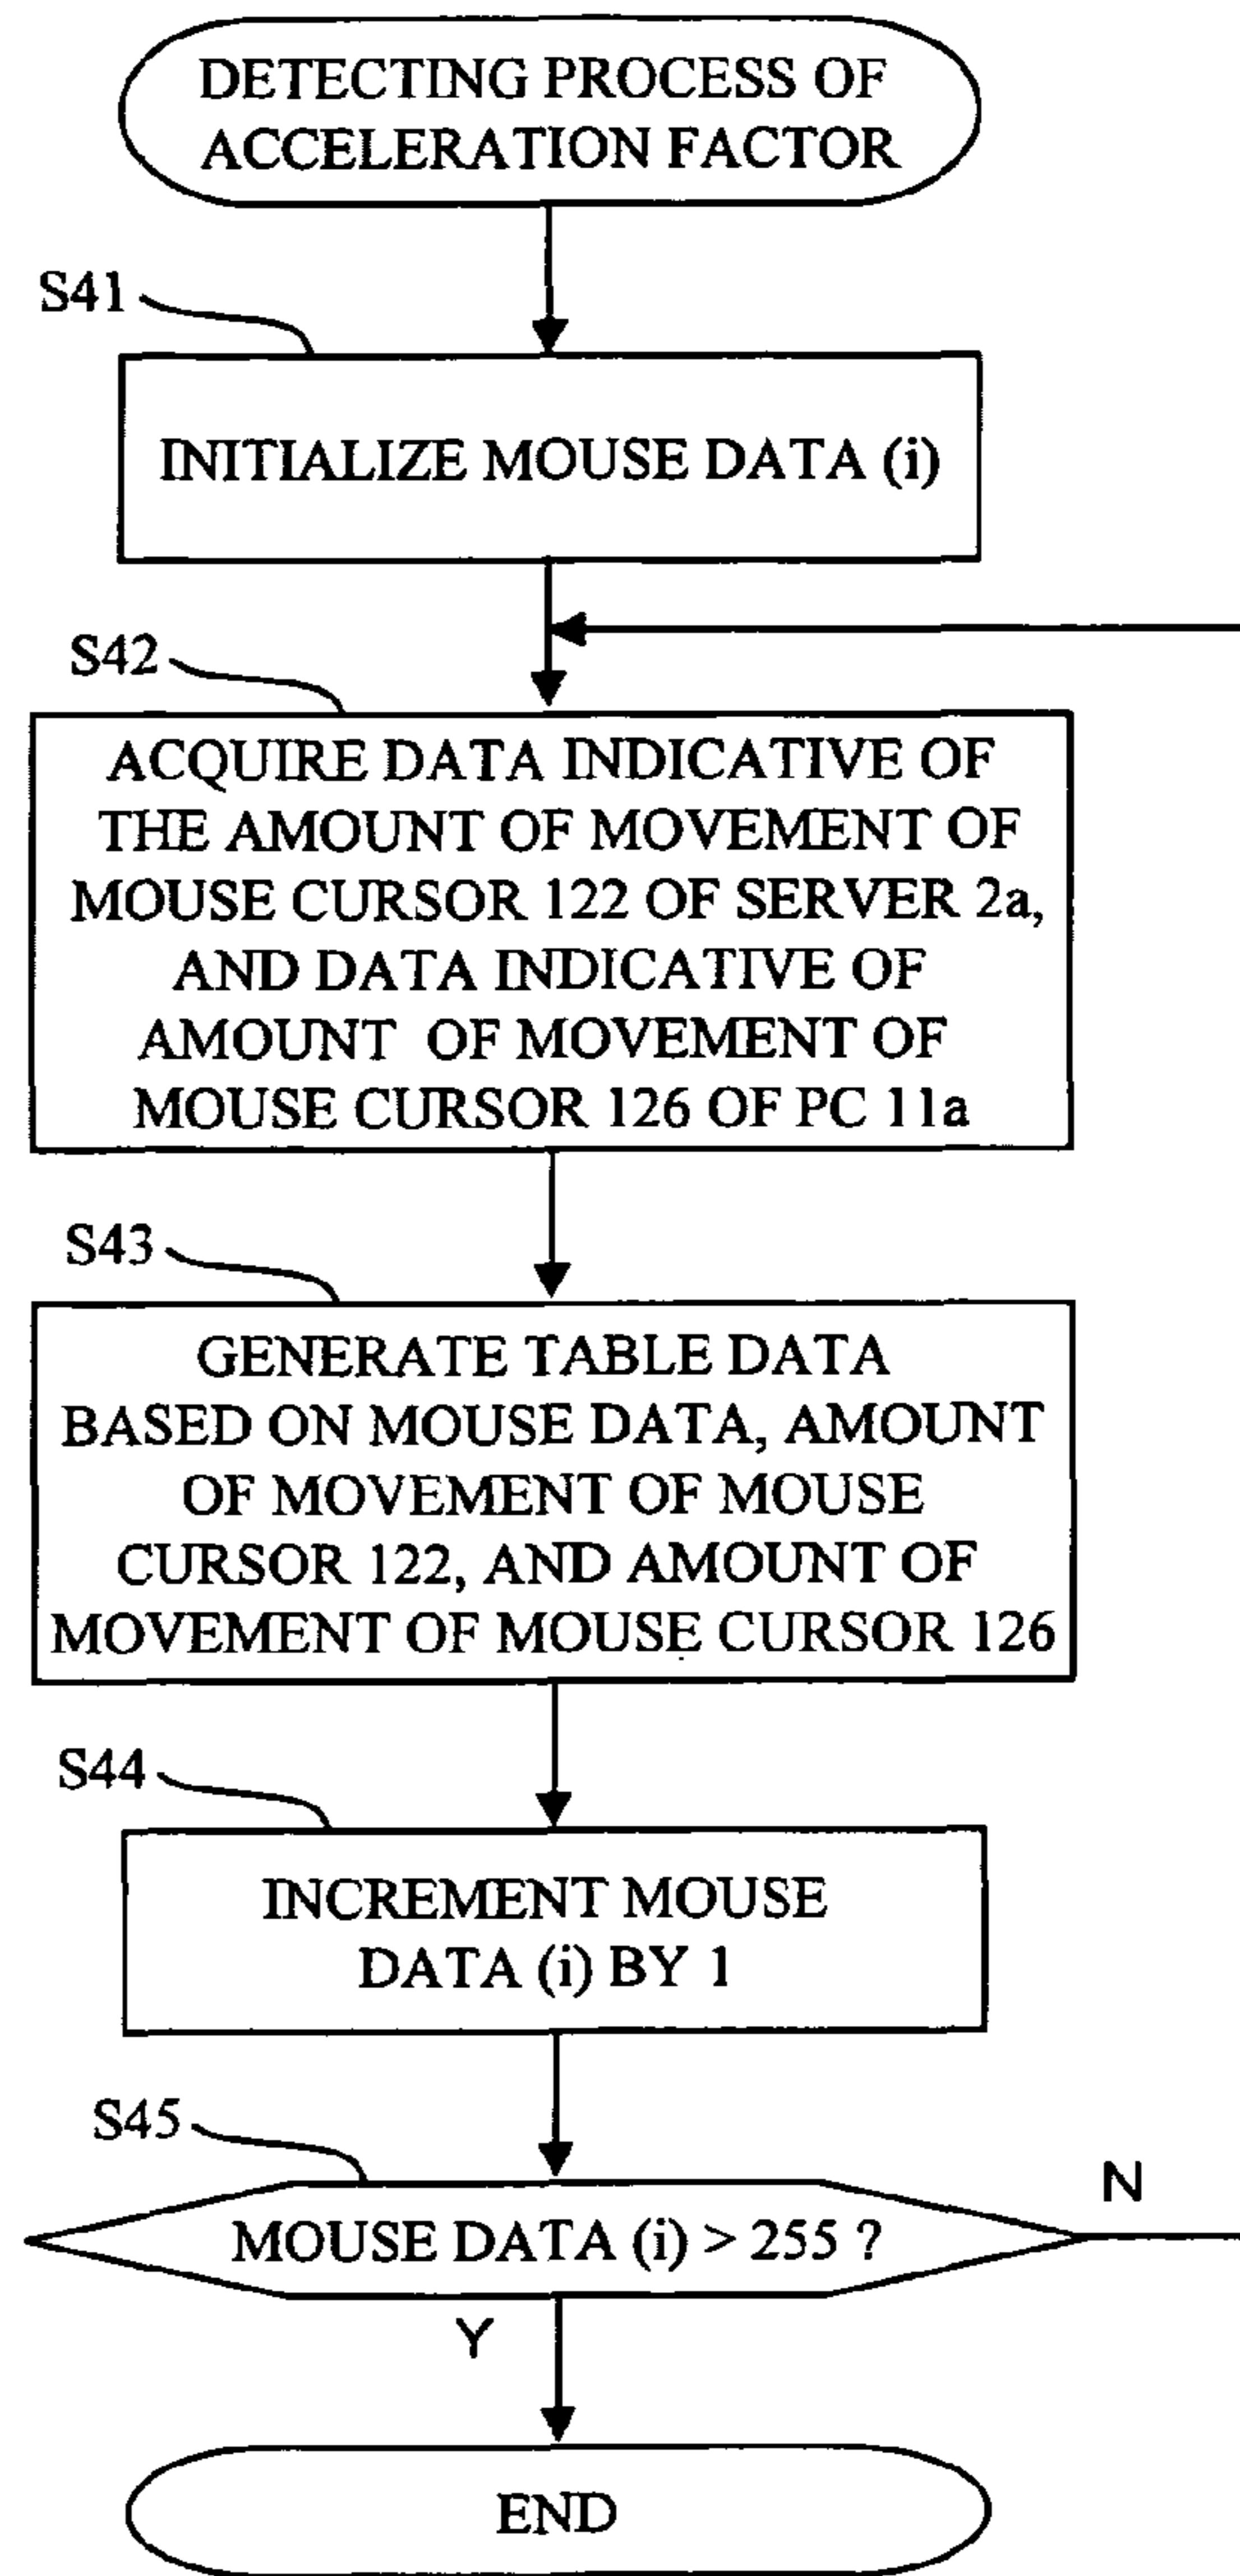 DETECTING PROCESS OF
ACCELERATION FACTOR
S41
INITIALIZE MOUSE DATA (i)
S42
ACQUIRE DATA INDICATIVE OF
THE AMOUNT OF MOVEMENT OF
MOUSE CURSOR 122 OF SERVER 2a,
AND DATA INDICATIVE OF
AMOUNT OF MOVEMENT OF
MOUSE CURSOR 126 OF PC 11a
S43
GENERATE TABLE DATA
BASED ON MOUSE DATA, AMOUNT
OF MOVEMENT OF MOUSE
CURSOR 122, AND AMOUNT OF
MOVEMENT OF MOUSE CURSOR 126
S44
INCREMENT MOUSE
DATA (i) BY 1
S45
N
MOUSE DATA (i) > 255 ?
Y
END